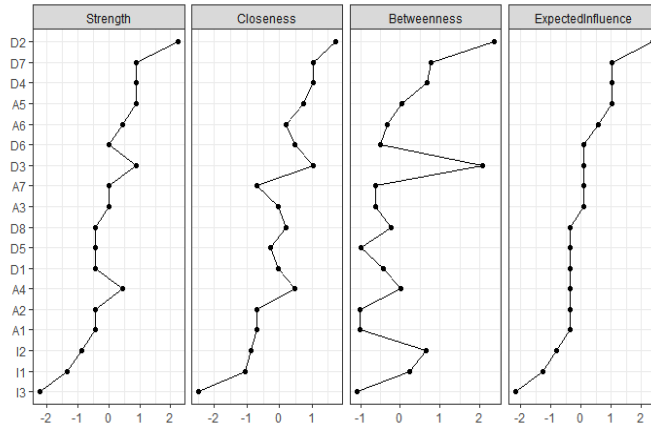 Strength Closeness Betweenness ExpectedInfluence
D2
D7
D4
A5
A6
D6
D3
A7
A3
D8
D5
D1
A4
A2
A1
I2
I1
I3
-2 -1 0 1 2 -2 -1 0 1 -1 0 1 2 -2 -1 0 1 2